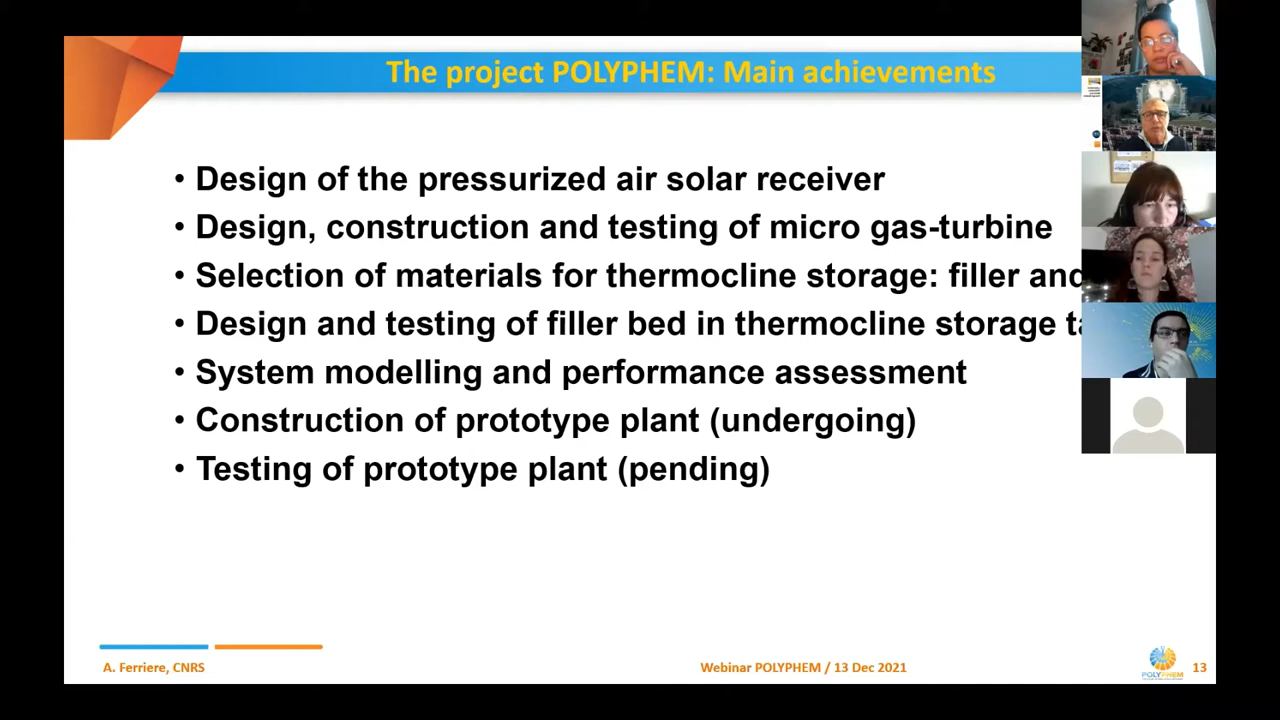 The project POLYPHEM: Main achievements
• Design of the pressurized air solar receiver
• Design, construction and testing of micro gas-turbine
• Selection of materials for thermocline storage: filler and
• Design and testing of filler bed in thermocline storage
• System modelling and performance assessment
• Construction of prototype plant (undergoing)
• Testing of prototype plant (pending)
A. Ferriere, CNRS
Webinar POLYPHEM / 13 Dec 2021
POLYPHEM
13